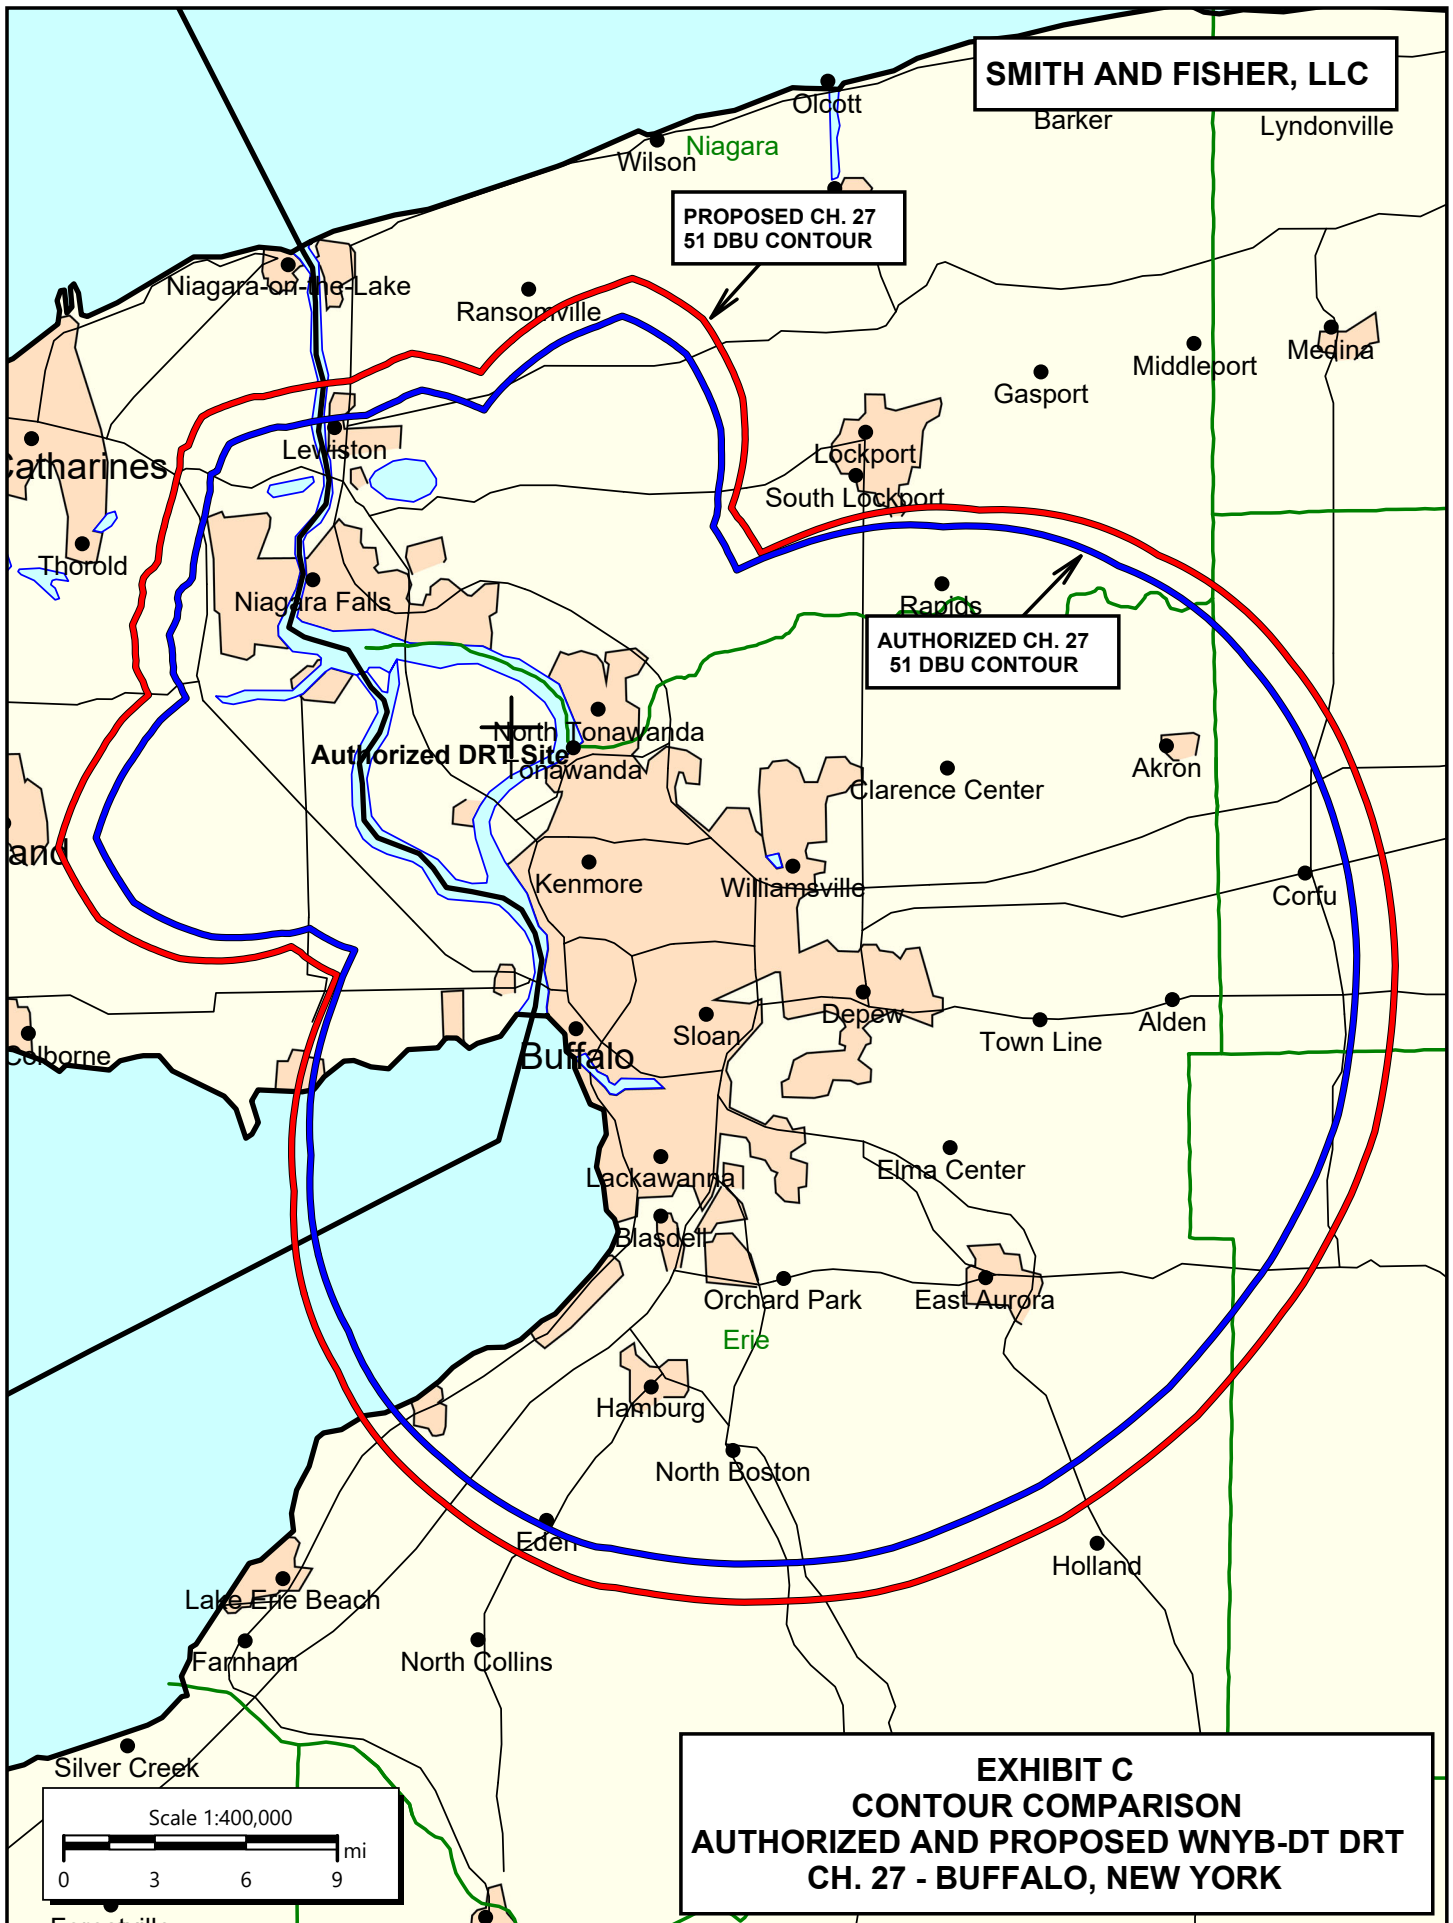 SMITH AND FISHER, LLC
Olcott
Barker
Lyndonville
Wilson
Niagara
PROPOSED CH. 27
51 DBU CONTOUR
Niagara-on-the-Lake
Ransomville
Medina
Middleport
Gasport
Lewiston
Lockport
Catharines
South Lockport
Thorold
Niagara Falls
Rapids
AUTHORIZED CH. 27
51 DBU CONTOUR
North Tonawanda
Authorized DRT Site
Tonawanda
Akron
Clarence Center
and
Kenmore
Williamsville
Corfu
Depew
Alden
Sloan
Town Line
Colborne
Buffalo
Elma Center
Lackawanna
Blasdell
Orchard Park
East Aurora
Erie
Hamburg
North Boston
Eden
Holland
Lake Erie Beach
Farnham
North Collins
Silver Creek
Scale 1:400,000
mi
0 3 6 9
EXHIBIT C
CONTOUR COMPARISON
AUTHORIZED AND PROPOSED WNYB-DT DRT
CH. 27 - BUFFALO, NEW YORK